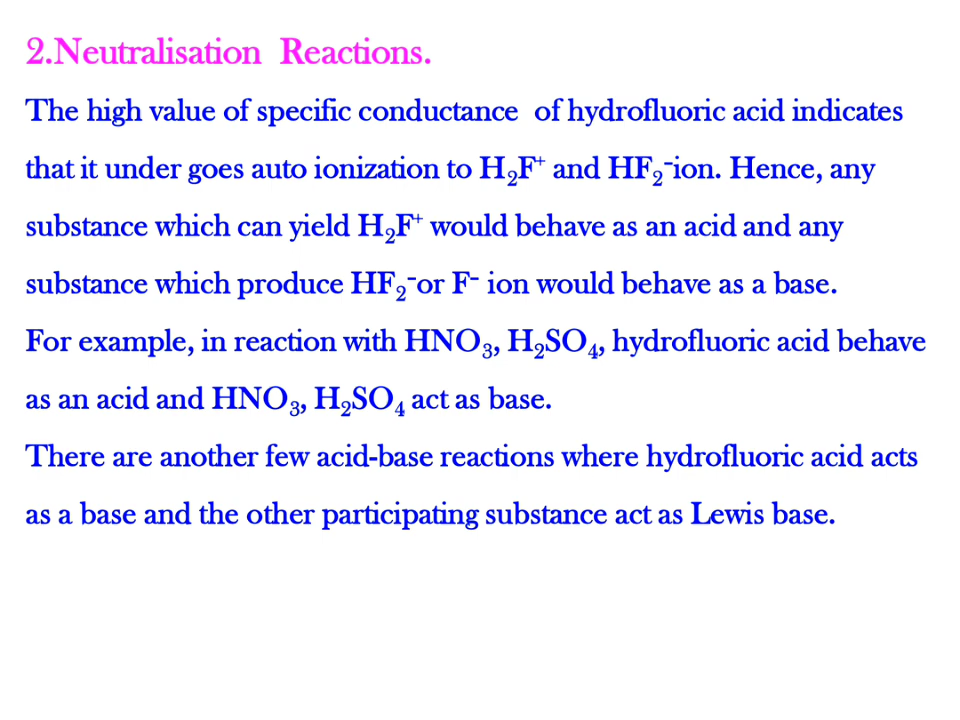 2.Neutralisation Reactions.
The high value of specific conductance of hydrofluoric acid indicates
that it under goes auto ionization to H₂F⁺ and HF₂⁻ion. Hence, any
substance which can yield H₂F⁺ would behave as an acid and any
substance which produce HF₂⁻or F⁻ ion would behave as a base.
For example, in reaction with HNO₃, H₂SO₄, hydrofluoric acid behave
as an acid and HNO₃, H₂SO₄ act as base.
There are another few acid-base reactions where hydrofluoric acid acts
as a base and the other participating substance act as Lewis base.